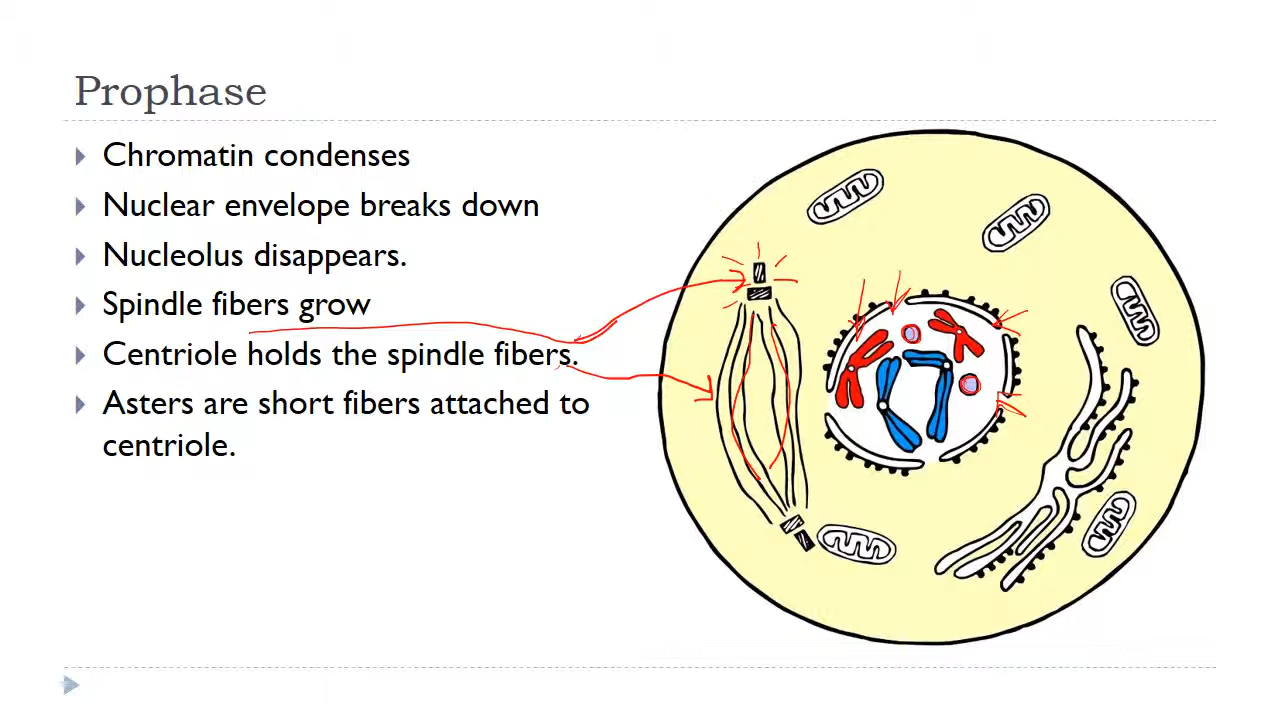 Prophase
Chromatin condenses
Nuclear envelope breaks down
Nucleolus disappears.
Spindle fibers grow
Centriole holds the spindle fibers.
Asters are short fibers attached to
centriole.